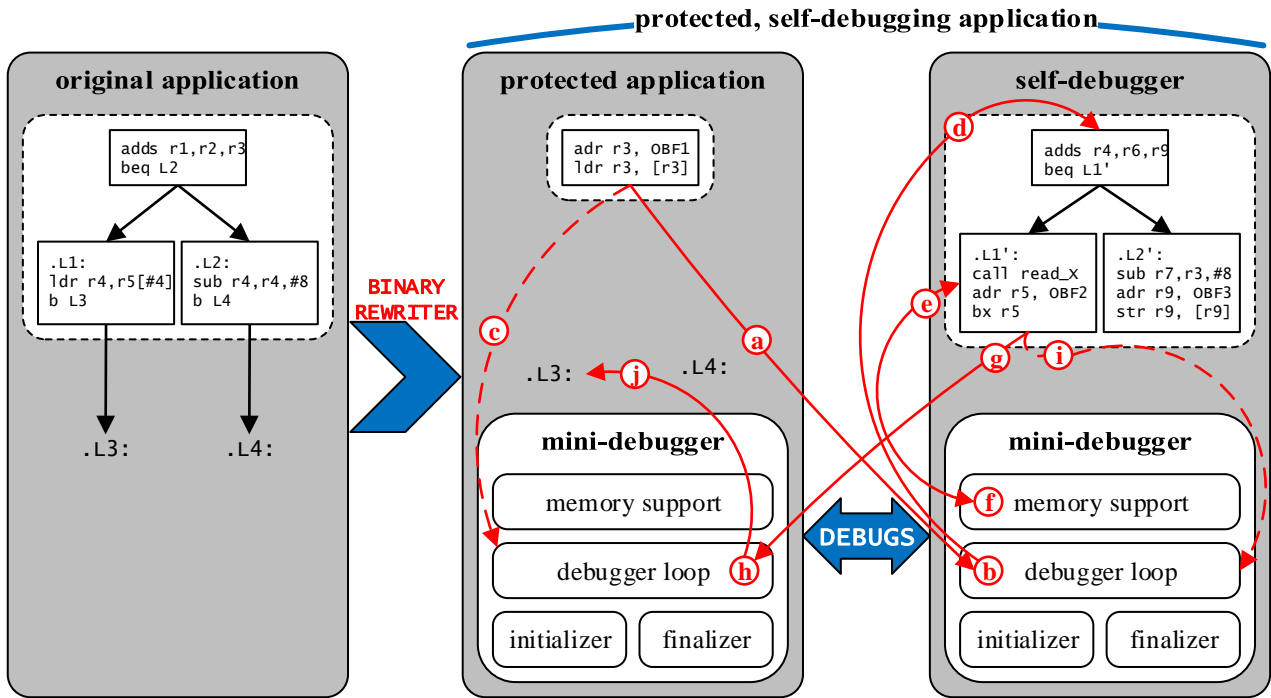 protected, self-debugging application
original application
adds r1,r2,r3
beq L2
.L1:
ldr r4,r5[#4]
b L3
.L2:
sub r4,r4,#8
b L4
.L3:
.L4:
BINARY
REWRITER
protected application
adr r3, OBF1
ldr r3, [r3]
c
a
.L3:
j
.L4:
mini-debugger
memory support
debugger loop
h
initializer
finalizer
DEBUGS
self-debugger
d
adds r4,r6,r9
beq L1'
.L1':
call read_X
adr r5, OBF2
bx r5
.L2':
sub r7,r3,#8
adr r9, OBF3
str r9, [r9]
e
g
i
mini-debugger
f
memory support
b
debugger loop
initializer
finalizer